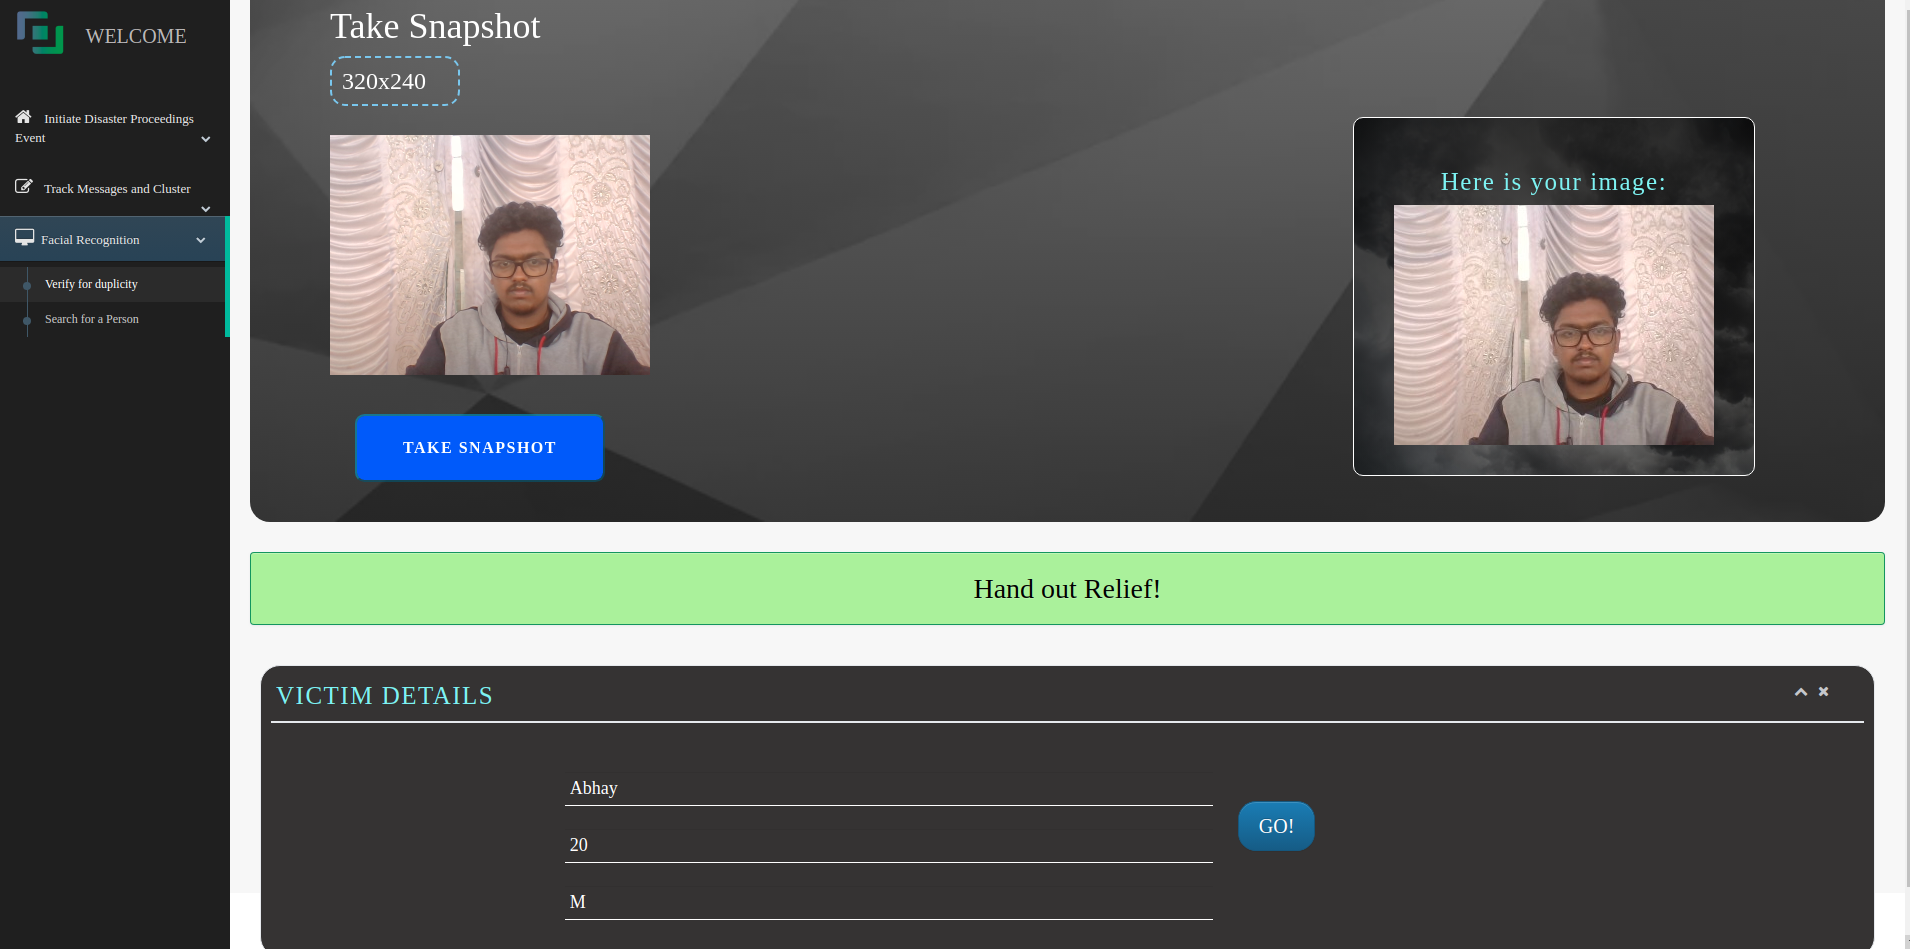 WELCOME
Initiate Disaster Proceedings
Event
Track Messages and Cluster
Facial Recognition
Verify for duplicity
Search for a Person
Take Snapshot
320x240
TAKE SNAPSHOT
Here is your image:
Hand out Relief!
VICTIM DETAILS
Abhay
20
M
GO!